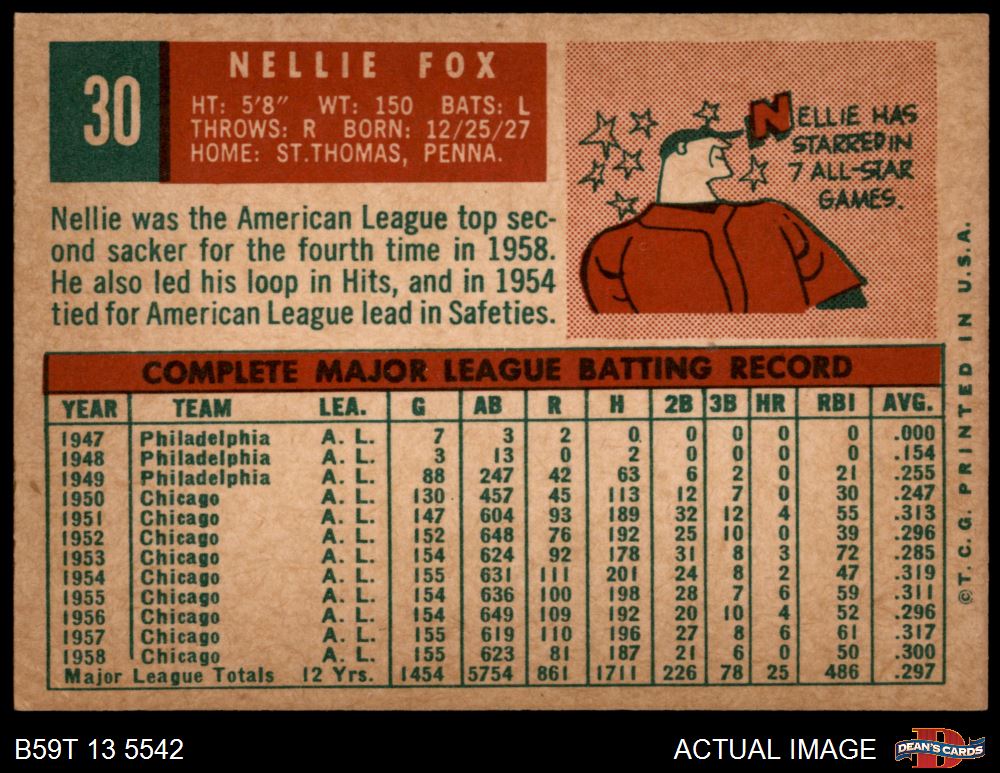 30
NELLIE FOX
HT: 5'8" WT: 150 BATS: L
THROWS: R BORN: 12/25/27
HOME: ST. THOMAS, PENNA.
NELLIE HAS
STARRED IN
7 ALL-STAR
GAMES.
Nellie was the American League top sec-
ond sacker for the fourth time in 1958.
He also led his loop in Hits, and in 1954
tied for American League lead in Safeties.
COMPLETE MAJOR LEAGUE BATTING RECORD
YEAR TEAM LEA. G AB R H 2B 3B HR RBI AVG.
1947 Philadelphia A. L. 7 3 2 0 0 0 0 0 .000
1948 Philadelphia A. L. 3 13 0 2 0 0 0 0 .154
1949 Philadelphia A. L. 88 247 42 63 6 2 0 21 .255
1950 Chicago A. L. 130 457 45 113 12 7 0 30 .247
1951 Chicago A. L. 147 604 93 189 32 12 4 55 .313
1952 Chicago A. L. 152 648 76 192 25 10 0 39 .296
1953 Chicago A. L. 154 624 92 178 31 8 3 72 .285
1954 Chicago A. L. 155 631 111 201 24 8 2 47 .319
1955 Chicago A. L. 154 636 100 198 28 7 6 59 .311
1956 Chicago A. L. 154 649 109 192 20 10 4 52 .296
1957 Chicago A. L. 155 619 110 196 27 8 6 61 .317
1958 Chicago A. L. 155 623 81 187 21 6 0 50 .300
Major League Totals 12 Yrs. 1454 5754 861 1711 226 78 25 486 .297
©T. C. G. PRINTED IN U.S.A.
B59T 13 5542
ACTUAL IMAGE
D
DEAN'S CARDS